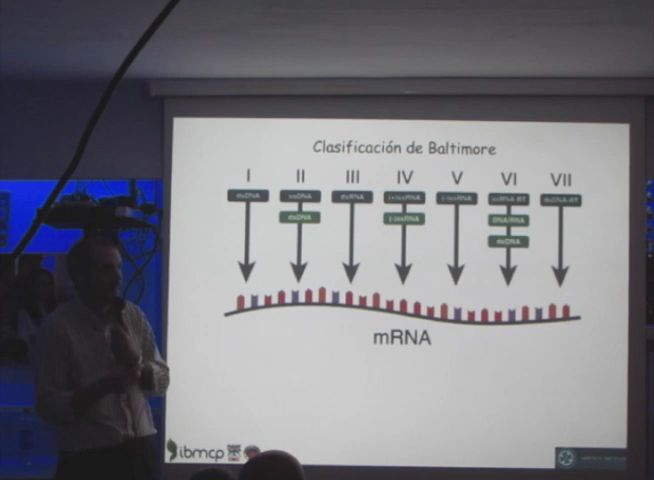 Clasificación de Baltimore
I II III IV V VI VII
dsDNA ssDNA dsRNA (+)ssRNA (-)ssRNA ssRNA-RT dsDNA-RT
dsDNA (-)ssRNA DNA/RNA
dsDNA
mRNA
ibmcp